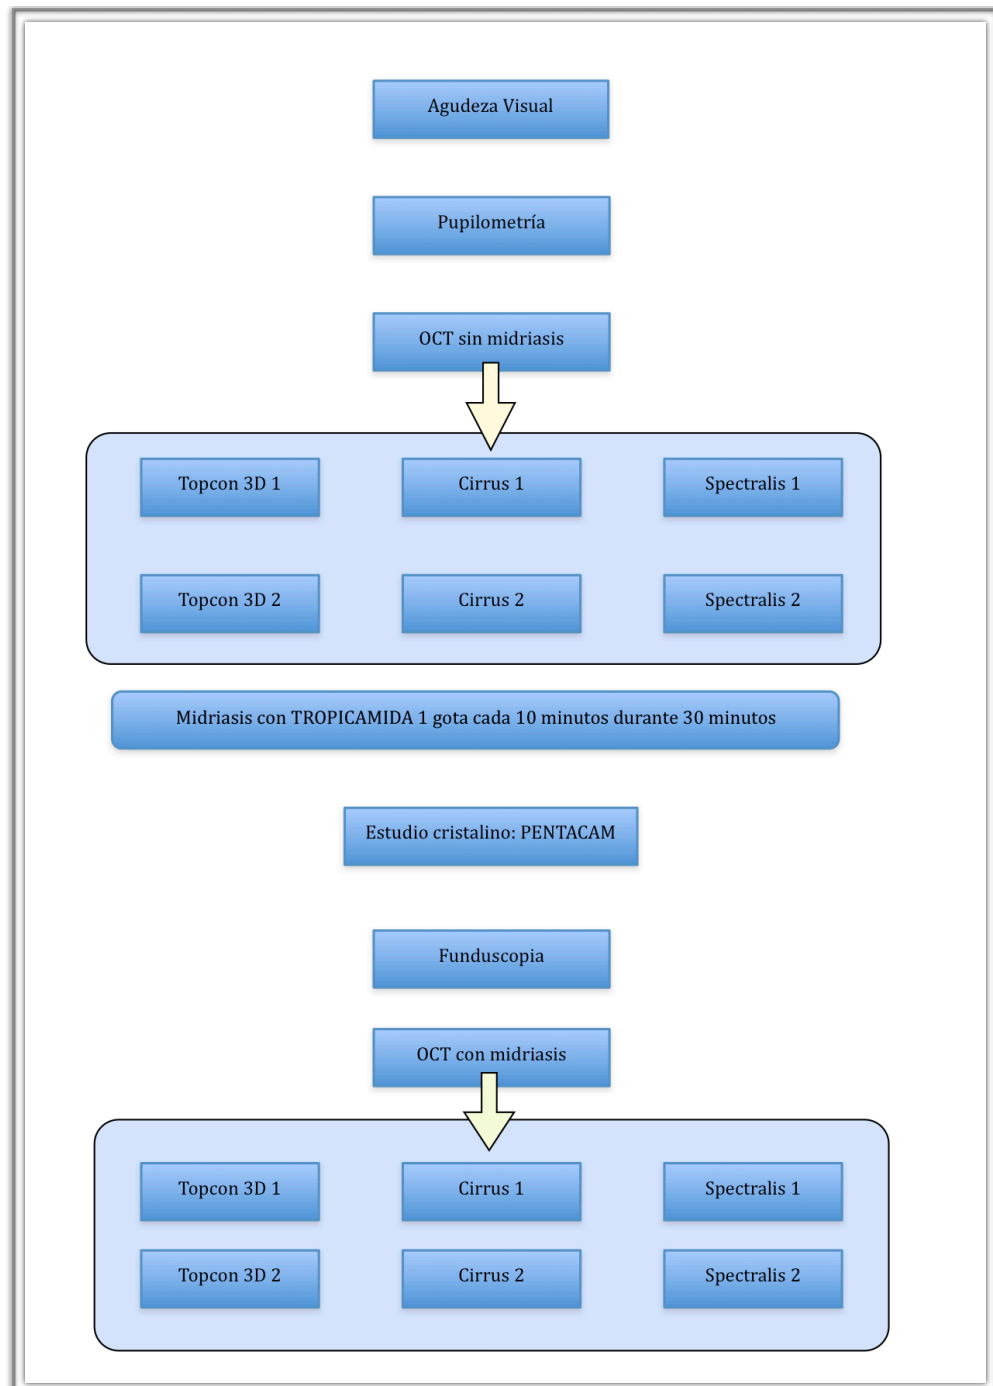 Agudeza Visual
Pupilometría
OCT sin midriasis
Topcon 3D 1
Cirrus 1
Spectralis 1
Topcon 3D 2
Cirrus 2
Spectralis 2
Midriasis con TROPICAMIDA 1 gota cada 10 minutos durante 30 minutos
Estudio cristalino: PENTACAM
Funduscopia
OCT con midriasis
Topcon 3D 1
Cirrus 1
Spectralis 1
Topcon 3D 2
Cirrus 2
Spectralis 2